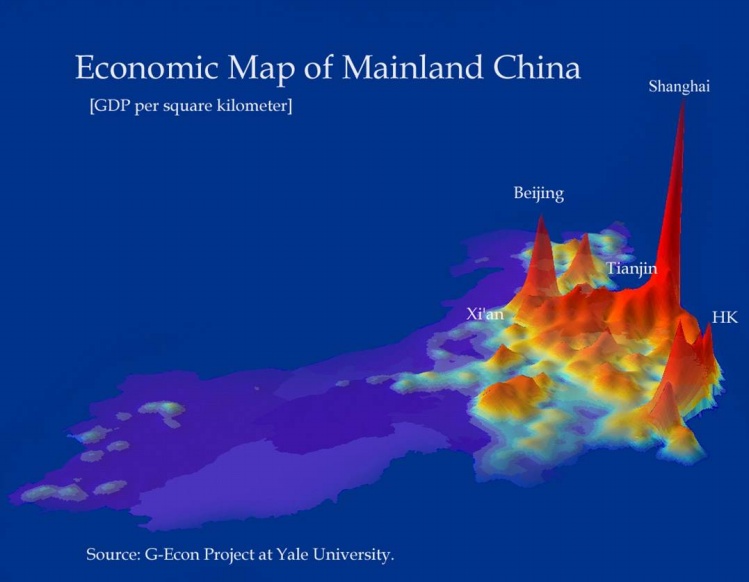 Economic Map of Mainland China
[GDP per square kilometer]
Shanghai
Beijing
Tianjin
Xi'an
HK
Source: G-Econ Project at Yale University.